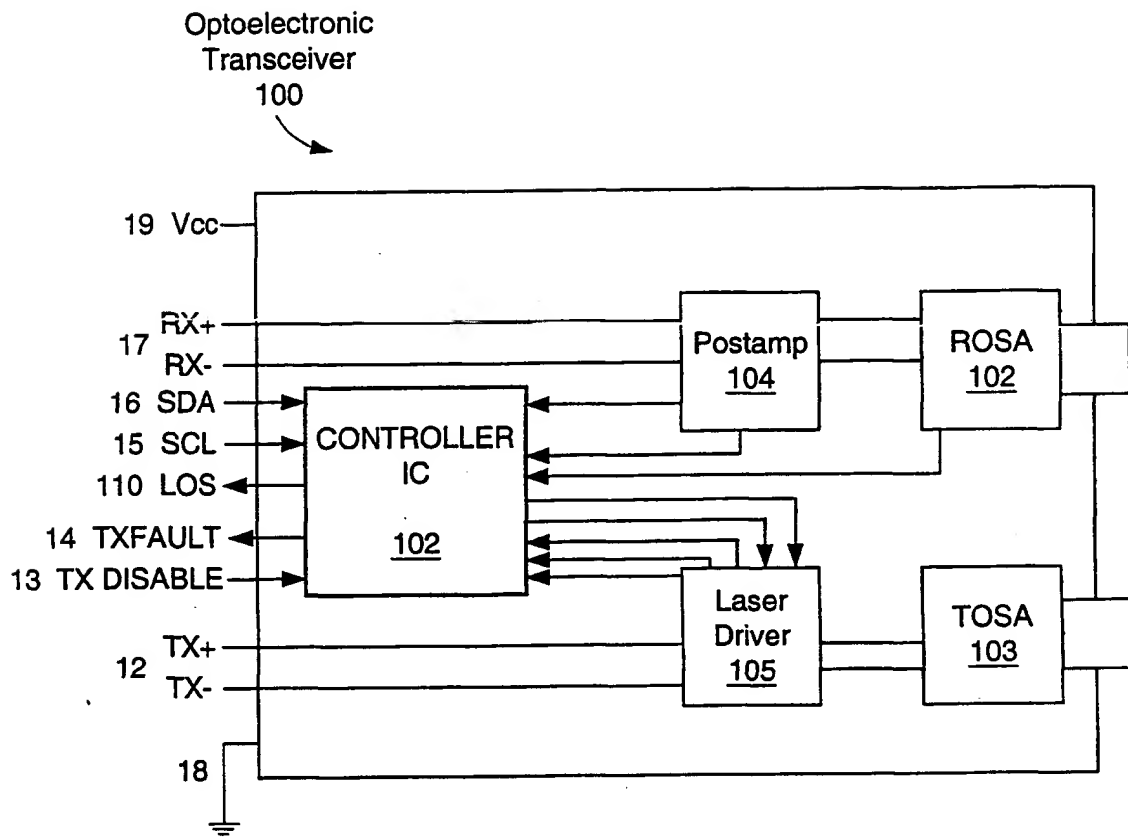 Optoelectronic
Transceiver
100
19 Vcc
17 RX+
RX-
16 SDA
15 SCL
110 LOS
14 TXFAULT
13 TX DISABLE
12 TX+
TX-
18
CONTROLLER
IC
102
Postamp
104
ROSA
102
Laser
Driver
105
TOSA
103